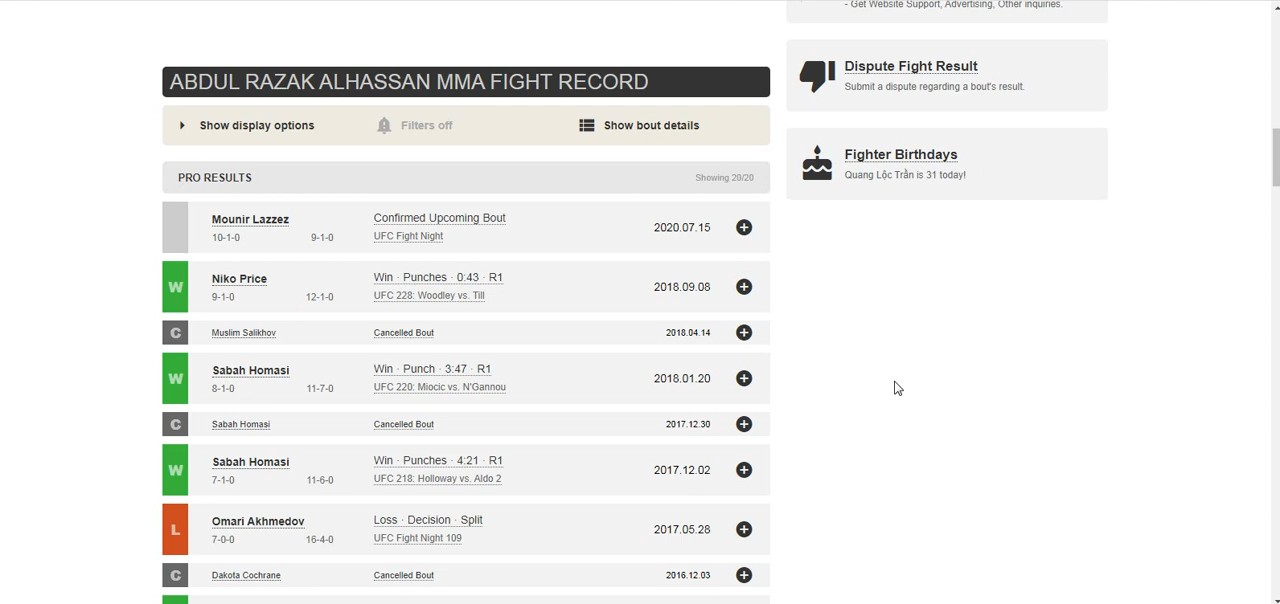 - Get Website Support, Advertising, Other inquiries.
ABDUL RAZAK ALHASSAN MMA FIGHT RECORD
Show display options
Filters off
Show bout details
PRO RESULTS
Showing 20/20
Mounir Lazzez
Confirmed Upcoming Bout
10-1-0
9-1-0
UFC Fight Night
2020.07.15
W
Niko Price
Win · Punches · 0:43 · R1
9-1-0
12-1-0
UFC 228: Woodley vs. Till
2018.09.08
C
Muslim Salikhov
Cancelled Bout
2018.04.14
W
Sabah Homasi
Win · Punch · 3:47 · R1
8-1-0
11-7-0
UFC 220: Miocic vs. N'Gannou
2018.01.20
C
Sabah Homasi
Cancelled Bout
2017.12.30
W
Sabah Homasi
Win · Punches · 4:21 · R1
7-1-0
11-6-0
UFC 218: Holloway vs. Aldo 2
2017.12.02
L
Omari Akhmedov
Loss · Decision · Split
7-0-0
16-4-0
UFC Fight Night 109
2017.05.28
C
Dakota Cochrane
Cancelled Bout
2016.12.03
Dispute Fight Result
Submit a dispute regarding a bout's result.
Fighter Birthdays
Quang Lộc Trần is 31 today!